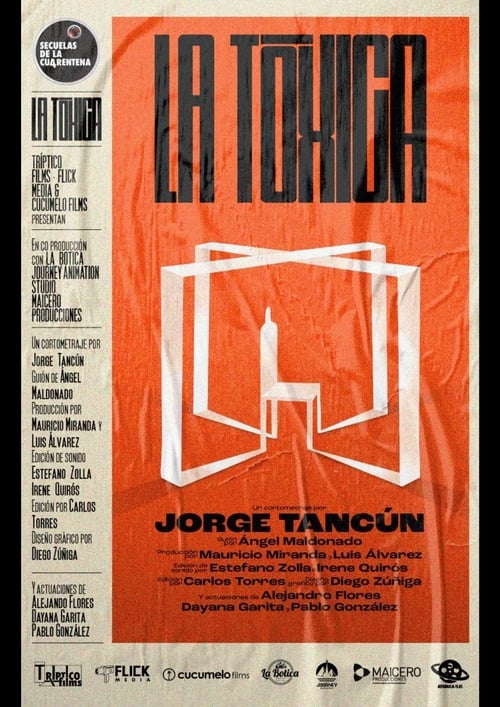 SECUELAS
DE LA
CUARENTENA
LA TÓXICA
TRÍPTICO
FILMS FLICK
MEDIA &
CUCUMELO FILMS
PRESENTAN
EN CO PRODUCCIÓN
CON LA BOTICA
JOURNEY ANIMATION
STUDIO
MAICERO
PRODUCCIONES
UN CORTOMETRAJE POR
JORGE TANCÚN
GUIÓN DE ÁNGEL
MALDONADO
PRODUCCIÓN POR
MAURICIO MIRANDA Y
LUIS ÁLVAREZ
EDICIÓN DE SONIDO
ESTEFANO ZOLLA
IRENE QUIRÓS
EDICIÓN POR CARLOS
TORRES
DISEÑO GRÁFICO POR
DIEGO ZÚÑIGA
Y ACTUACIONES DE
ALEJANDRO FLORES
DAYANA GARITA
PABLO GONZÁLEZ
LA TÓXICA
Un cortometraje por
JORGE TANCÚN
Guión por Ángel Maldonado
Producción por Mauricio Miranda y Luis Álvarez
Edición de sonido por Estefano Zolla Irene Quirós
Edición por Carlos Torres Diseño gráfico Diego Zúñiga
Y actuaciones de Alejandro Flores
Dayana Garita y Pablo González
Tríptico films
FLICK MEDIA
cucumelo films
La Botica
JOURNEY
MAICERO PRODUCCIONES